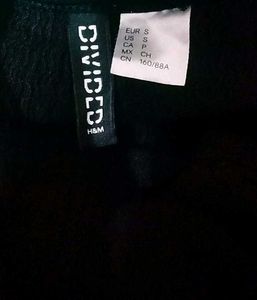 DIVIDED
H&M
EUR S
US S
CA P
MX CH
CN 160/88A